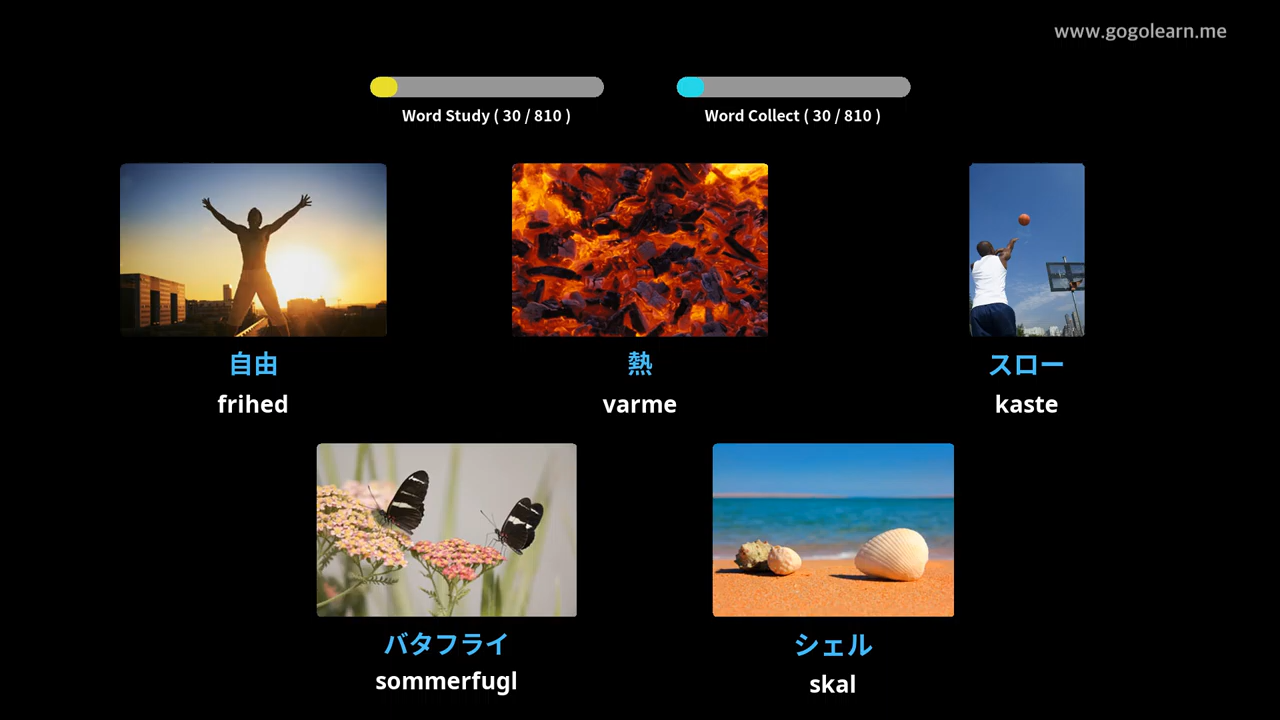 www.gogolearn.me
Word Study ( 30 / 810 )
Word Collect ( 30 / 810 )
自由
frihed
熱
varme
スロー
kaste
バタフライ
sommerfugl
シェル
skal